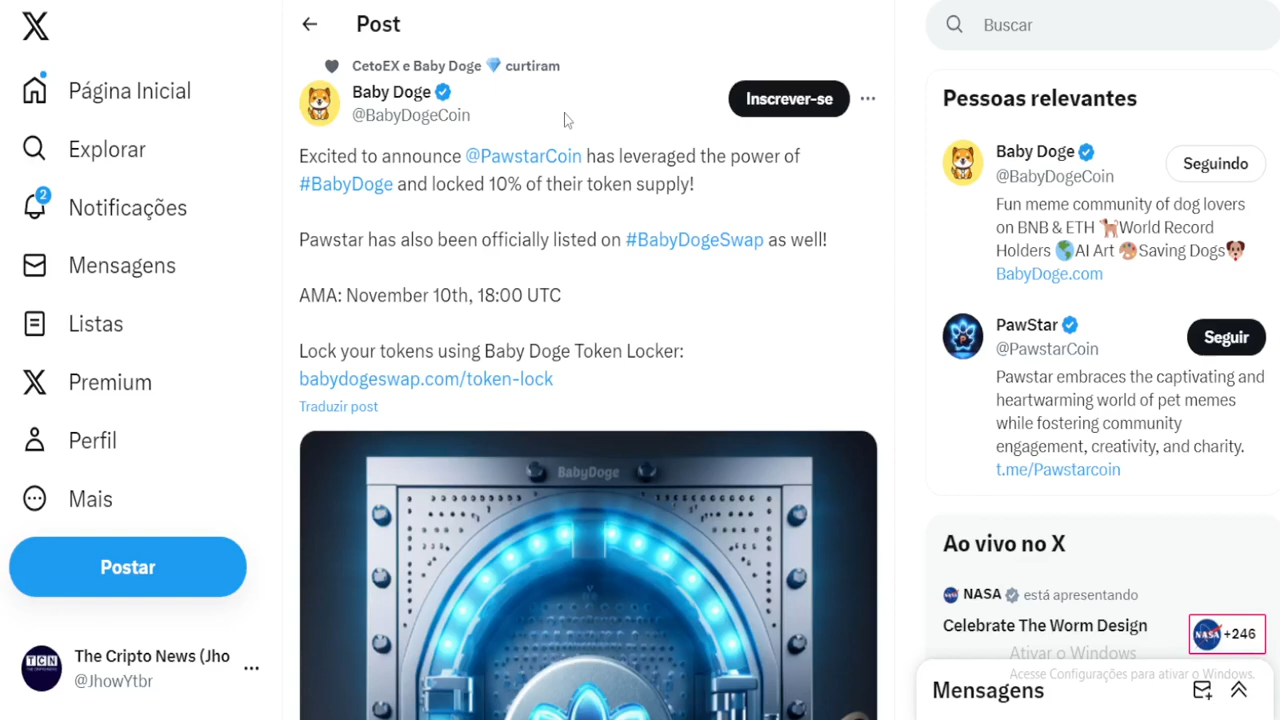 Página Inicial
Explorar
2
Notificações
Mensagens
Listas
Premium
Perfil
Mais
Postar
TCN
The Cripto News (Jho
@JhowYtbr
Post
CetoEX e Baby Doge 💎 curtiram
Baby Doge
@BabyDogeCoin
Inscrever-se
Excited to announce @PawstarCoin has leveraged the power of
#BabyDoge and locked 10% of their token supply!
Pawstar has also been officially listed on #BabyDogeSwap as well!
AMA: November 10th, 18:00 UTC
Lock your tokens using Baby Doge Token Locker:
babydogeswap.com/token-lock
Traduzir post
BabyDoge
Buscar
Pessoas relevantes
Baby Doge
@BabyDogeCoin
Seguindo
Fun meme community of dog lovers
on BNB & ETH 🐕World Record
Holders 🌎AI Art 🎨Saving Dogs🐶
BabyDoge.com
PawStar
@PawstarCoin
Seguir
Pawstar embraces the captivating and
heartwarming world of pet memes
while fostering community
engagement, creativity, and charity.
t.me/Pawstarcoin
Ao vivo no X
NASA está apresentando
Celebrate The Worm Design
NASA +246
Ativar o Windows
Acesse Configurações para ativar o Windows.
Mensagens